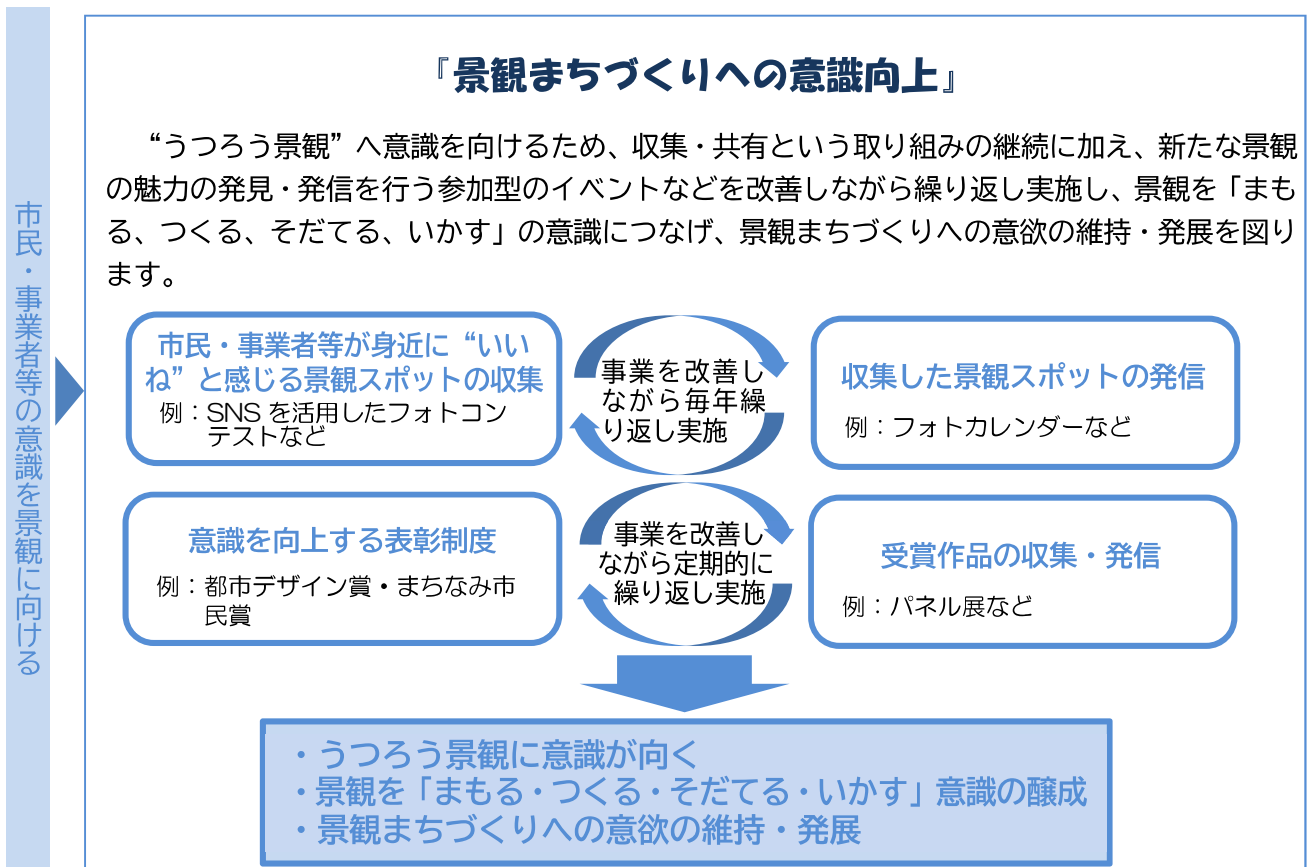 市民・事業者等の意識を景観に向ける
『景観まちづくりへの意識向上』
“うつろう景観”へ意識を向けるため、収集・共有という取り組みの継続に加え、新たな景観
の魅力の発見・発信を行う参加型のイベントなどを改善しながら繰り返し実施し、景観を「まも
る、つくる、そだてる、いかす」の意識につなげ、景観まちづくりへの意欲の維持・発展を図り
ます。
市民・事業者等が身近に“いい
ね”と感じる景観スポットの収集
例：SNS を活用したフォトコン
テストなど
事業を改善し
ながら毎年繰
り返し実施
収集した景観スポットの発信
例：フォトカレンダーなど
意識を向上する表彰制度
例：都市デザイン賞・まちなみ市
民賞
事業を改善し
ながら定期的に
繰り返し実施
受賞作品の収集・発信
例：パネル展など
・うつろう景観に意識が向く
・景観を「まもる・つくる・そだてる・いかす」意識の醸成
・景観まちづくりへの意欲の維持・発展